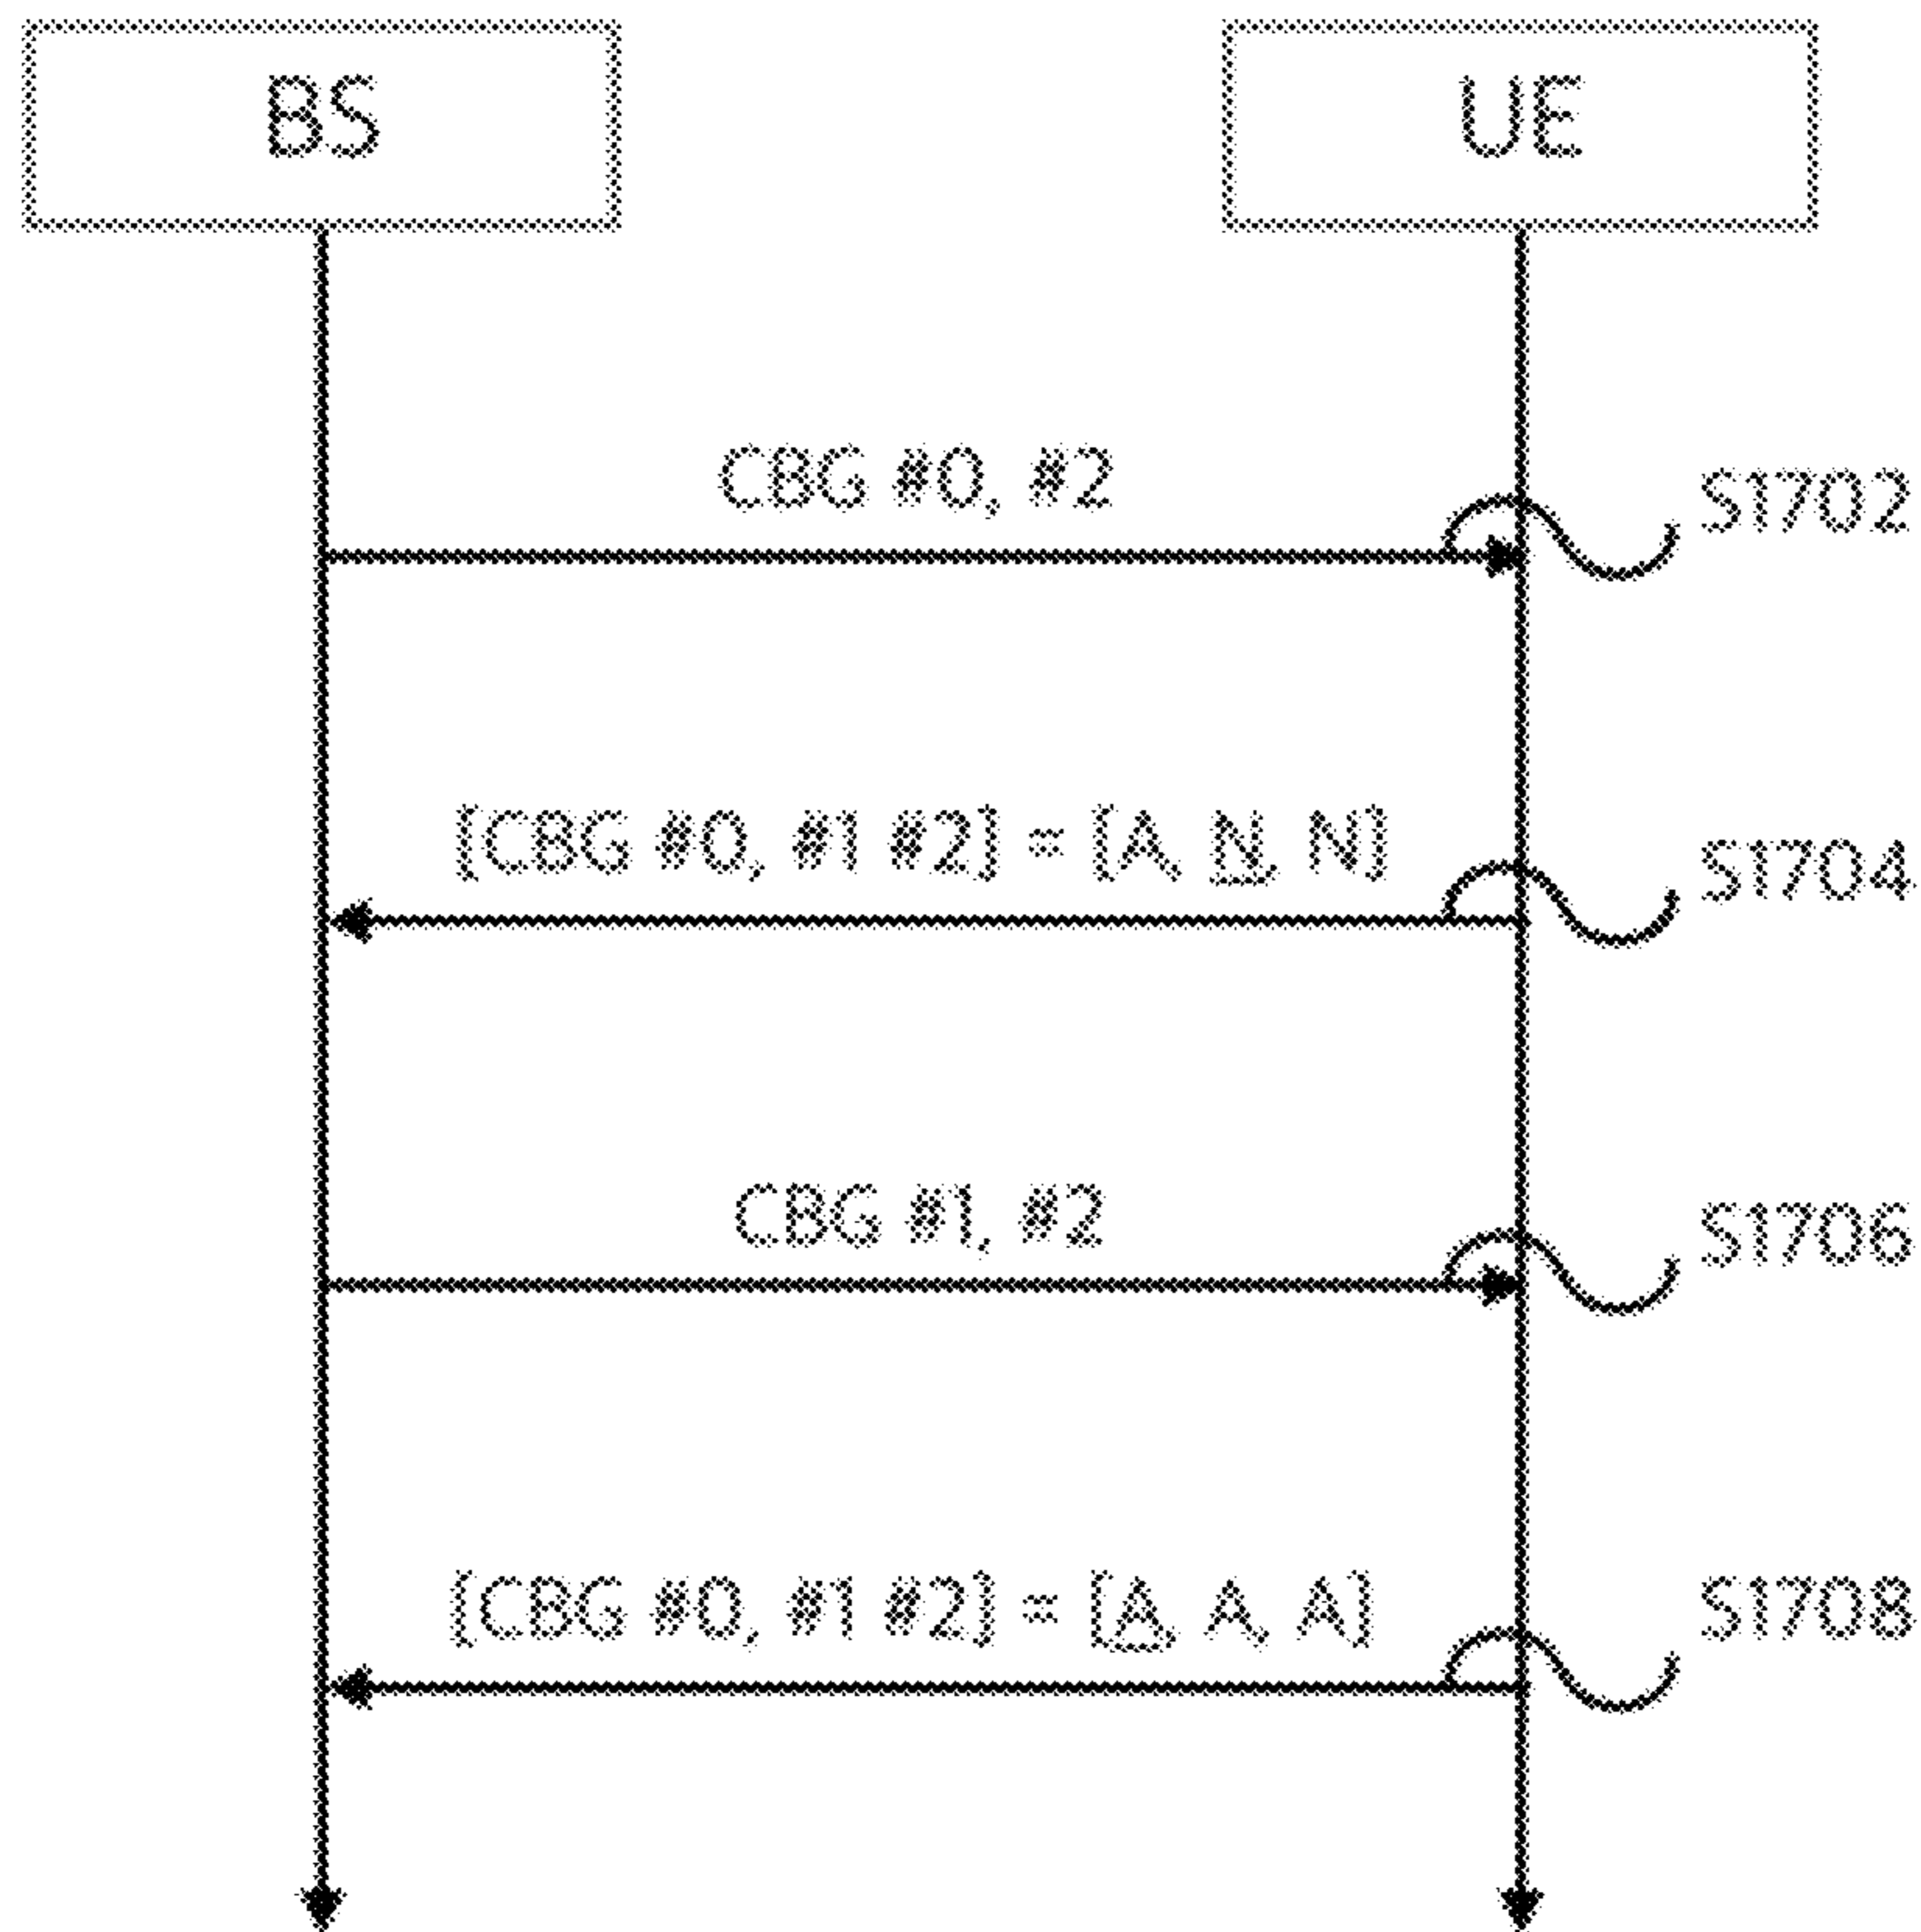 BS
UE
CBG #0, #2
S1702
[CBG #0, #1 #2] = [A, N, N]
S1704
CBG #1, #2
S1706
[CBG #0, #1 #2] = [A, A, A]
S1708